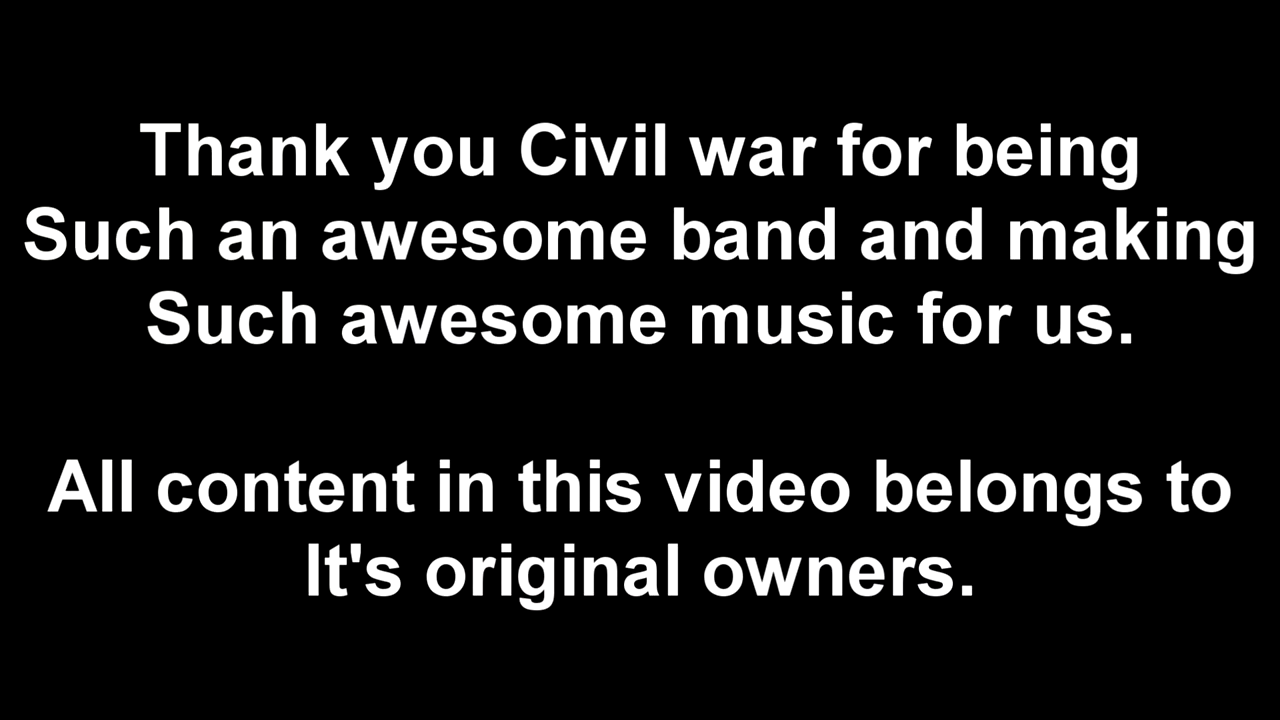 Thank you Civil war for being
Such an awesome band and making
Such awesome music for us.
All content in this video belongs to
It's original owners.